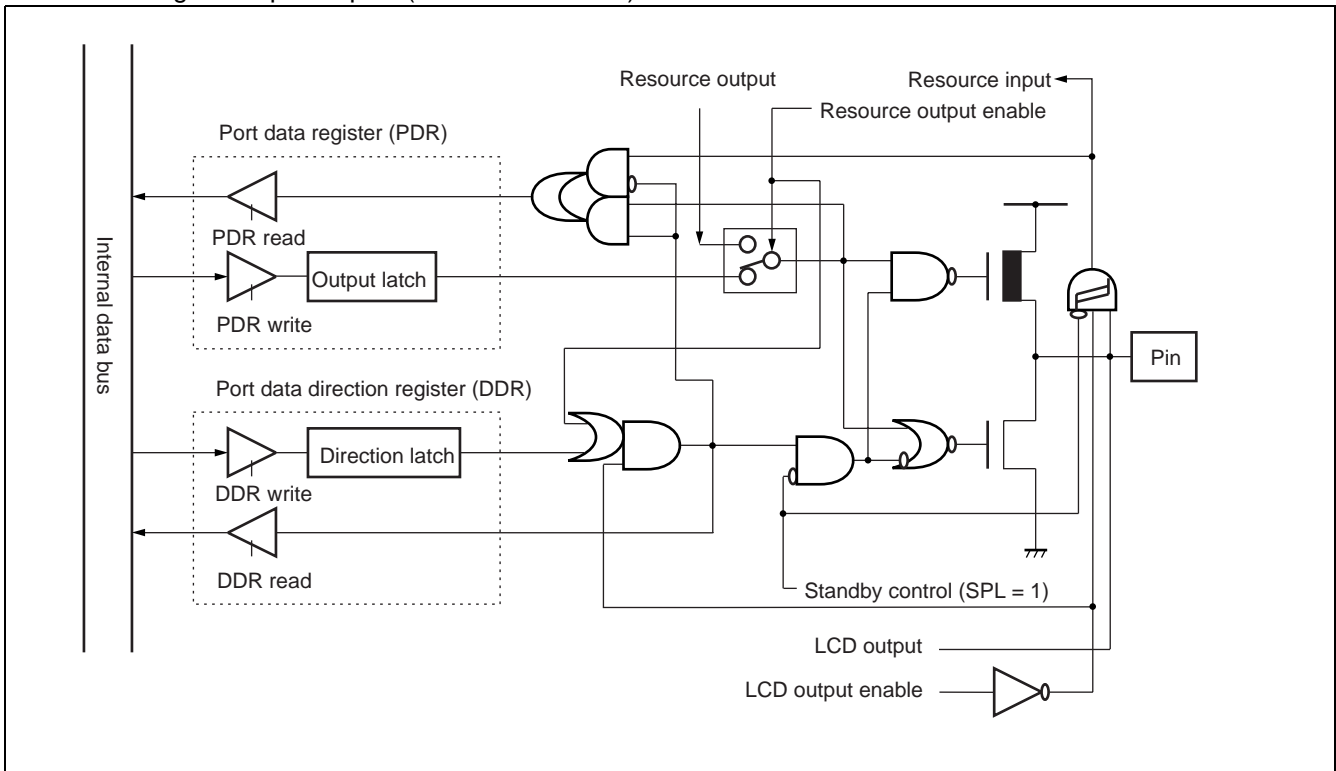 Resource output
Resource input
Resource output enable
Port data register (PDR)
PDR read
Output latch
PDR write
Internal data bus
Pin
Port data direction register (DDR)
Direction latch
DDR write
DDR read
Standby control (SPL = 1)
LCD output
LCD output enable